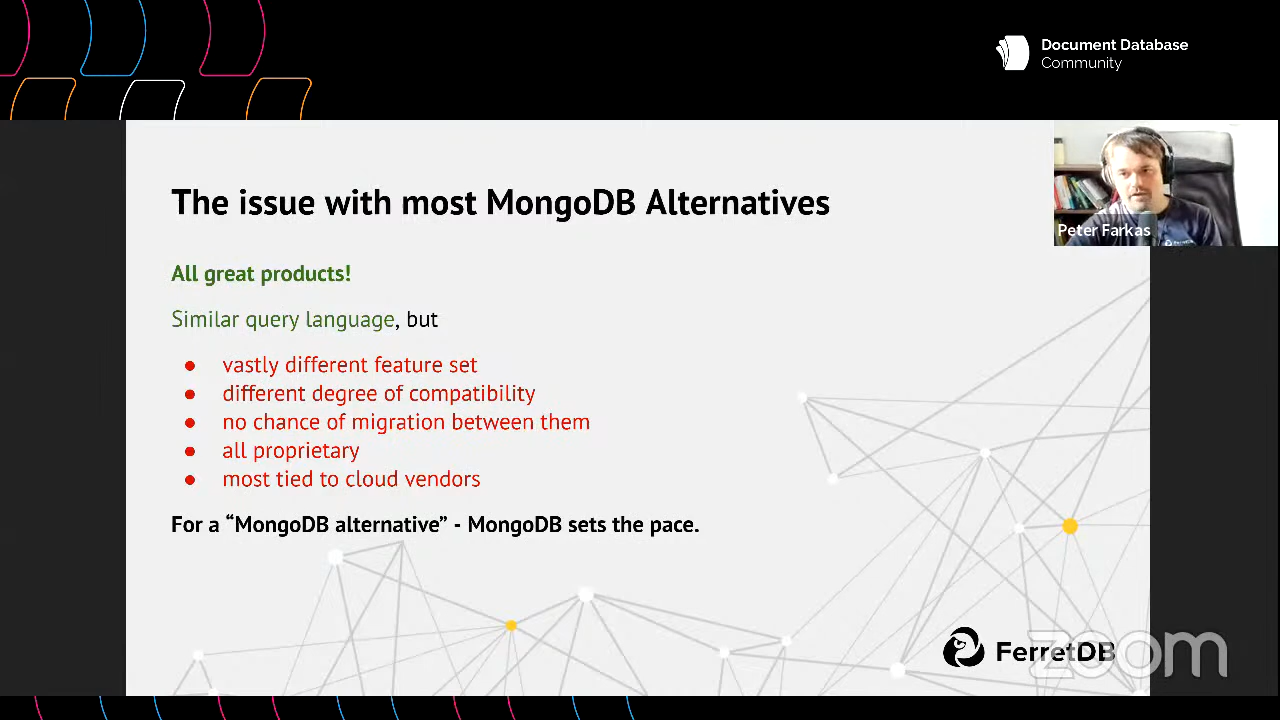 Document Database
Community
The issue with most MongoDB Alternatives
Peter Farkas
All great products!
Similar query language, but
● vastly different feature set
● different degree of compatibility
● no chance of migration between them
● all proprietary
● most tied to cloud vendors
For a “MongoDB alternative” - MongoDB sets the pace.
FerretDB
zoom